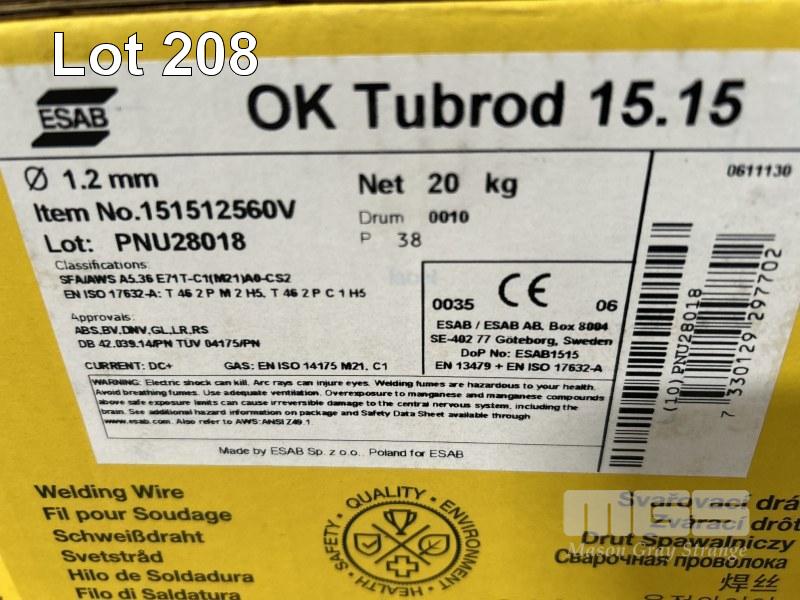 Lot 208
ESAB
OK Tubrod 15.15
Ø 1.2 mm
Item No.151512560V
Lot: PNU28018
Net 20 kg
Drum 0010
P 38
0611130
Classifications
SFA/AWS A5.36 E71T-C1(M21)A0-CS2
EN ISO 17632-A: T 46 2 P M 2 H5, T 46 2 P C 1 H5
Approvals:
ABS,BV,DNV,GL,LR,RS
DB 42.039.14/PN TÜV 04175/PN
CURRENT: DC+ GAS: EN ISO 14175 M21, C1
0035 CE 06
ESAB / ESAB AB, Box 8004
SE-402 77 Göteborg, Sweden
DoP No: ESAB1515
EN 13479 + EN ISO 17632-A
(10)PNU28018
7 330129 297702
WARNING: Electric shock can kill. Arc rays can injure eyes. Welding fumes are hazardous to your health.
Avoid breathing fumes. Use adequate ventilation. Overexposure to manganese and manganese compounds
above safe exposure limits can cause irreversible damage to the central nervous system, including the
brain. See additional hazard information on package and Safety Data Sheet available through
www.esab.com. Also refer to AWS:ANSI Z49.1
Made by ESAB Sp. z o.o., Poland for ESAB
Welding Wire
Fil pour Soudage
Schweißdraht
Svetstråd
Hilo de Soldadura
Filo di Saldatura
QUALITY · ENVIRONMENT · HEALTH · SAFETY ·
Svařovací drá
Zvárací drôt
Drut Spawalniczy
Сварочная проволока
焊丝
MGS
Mason Gray Strange